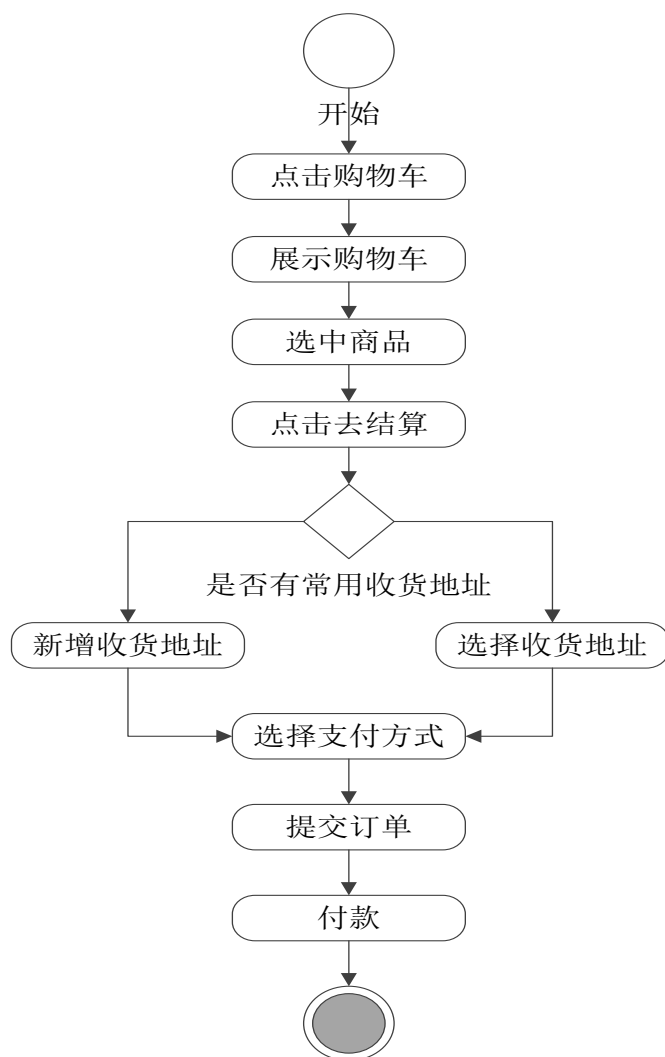 开始
点击购物车
展示购物车
选中商品
点击去结算
是否有常用收货地址
新增收货地址
选择收货地址
选择支付方式
提交订单
付款